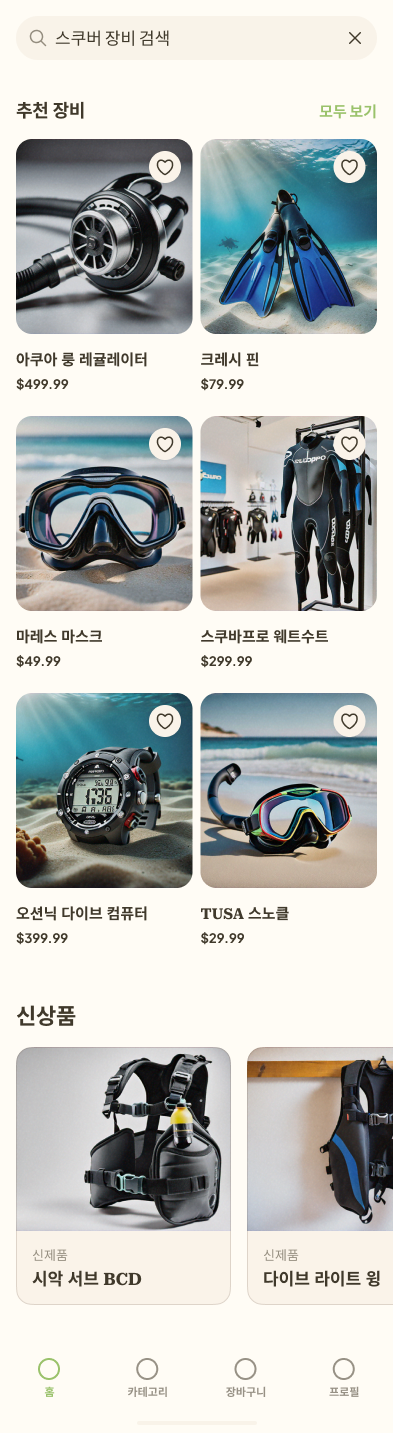 스쿠버 장비 검색
추천 장비
모두 보기
아쿠아 룽 레귤레이터
$499.99
크레시 핀
$79.99
마레스 마스크
$49.99
스쿠바프로 웨트수트
$299.99
오션닉 다이브 컴퓨터
$399.99
TUSA 스노클
$29.99
신상품
신제품
시악 서브 BCD
신제품
다이브 라이트 윙
홈
카테고리
장바구니
프로필